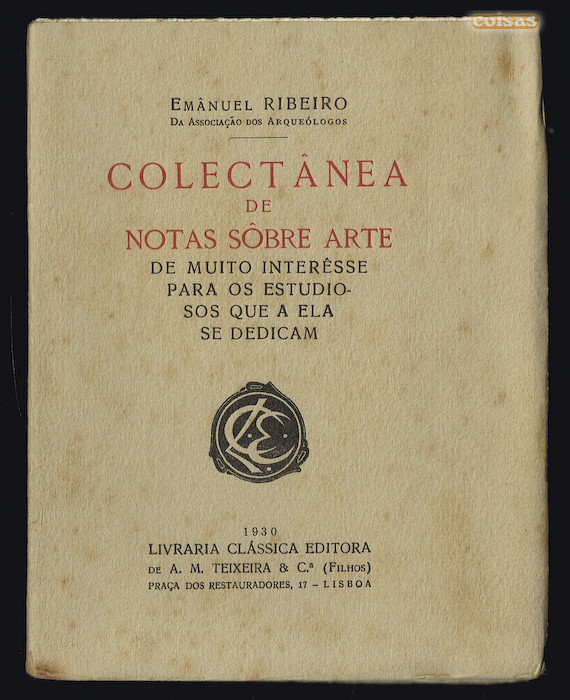 coisas
EMÂNUEL RIBEIRO
DA ASSOCIAÇÃO DOS ARQUEÓLOGOS
COLECTÂNEA
DE
NOTAS SÔBRE ARTE
DE MUITO INTERÊSSE
PARA OS ESTUDIO-
SOS QUE A ELA
SE DEDICAM
LCE
1930
LIVRARIA CLÁSSICA EDITORA
DE A. M. TEIXEIRA & C.ª (FILHOS)
PRAÇA DOS RESTAURADORES, 17 – LISBOA